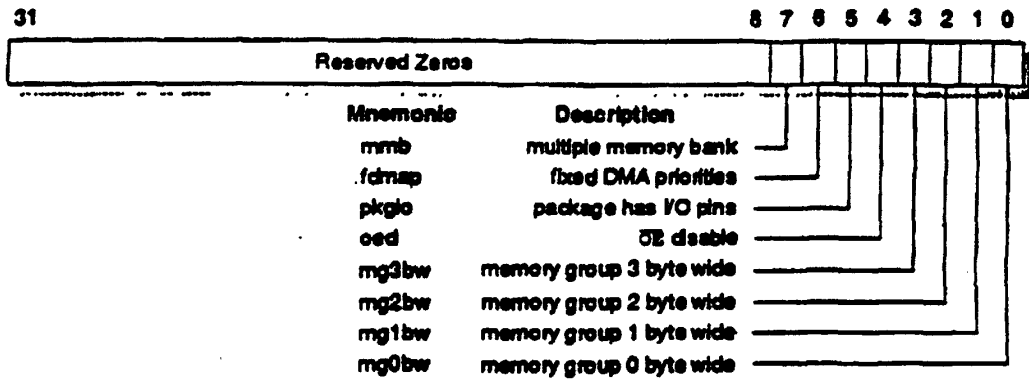 31 8 7 6 5 4 3 2 1 0
Reserved Zeros
Mnemonic Description
mmb multiple memory bank
fdmap fixed DMA priorities
pkgio package has I/O pins
oed OE disable
mg3bw memory group 3 byte wide
mg2bw memory group 2 byte wide
mg1bw memory group 1 byte wide
mg0bw memory group 0 byte wide